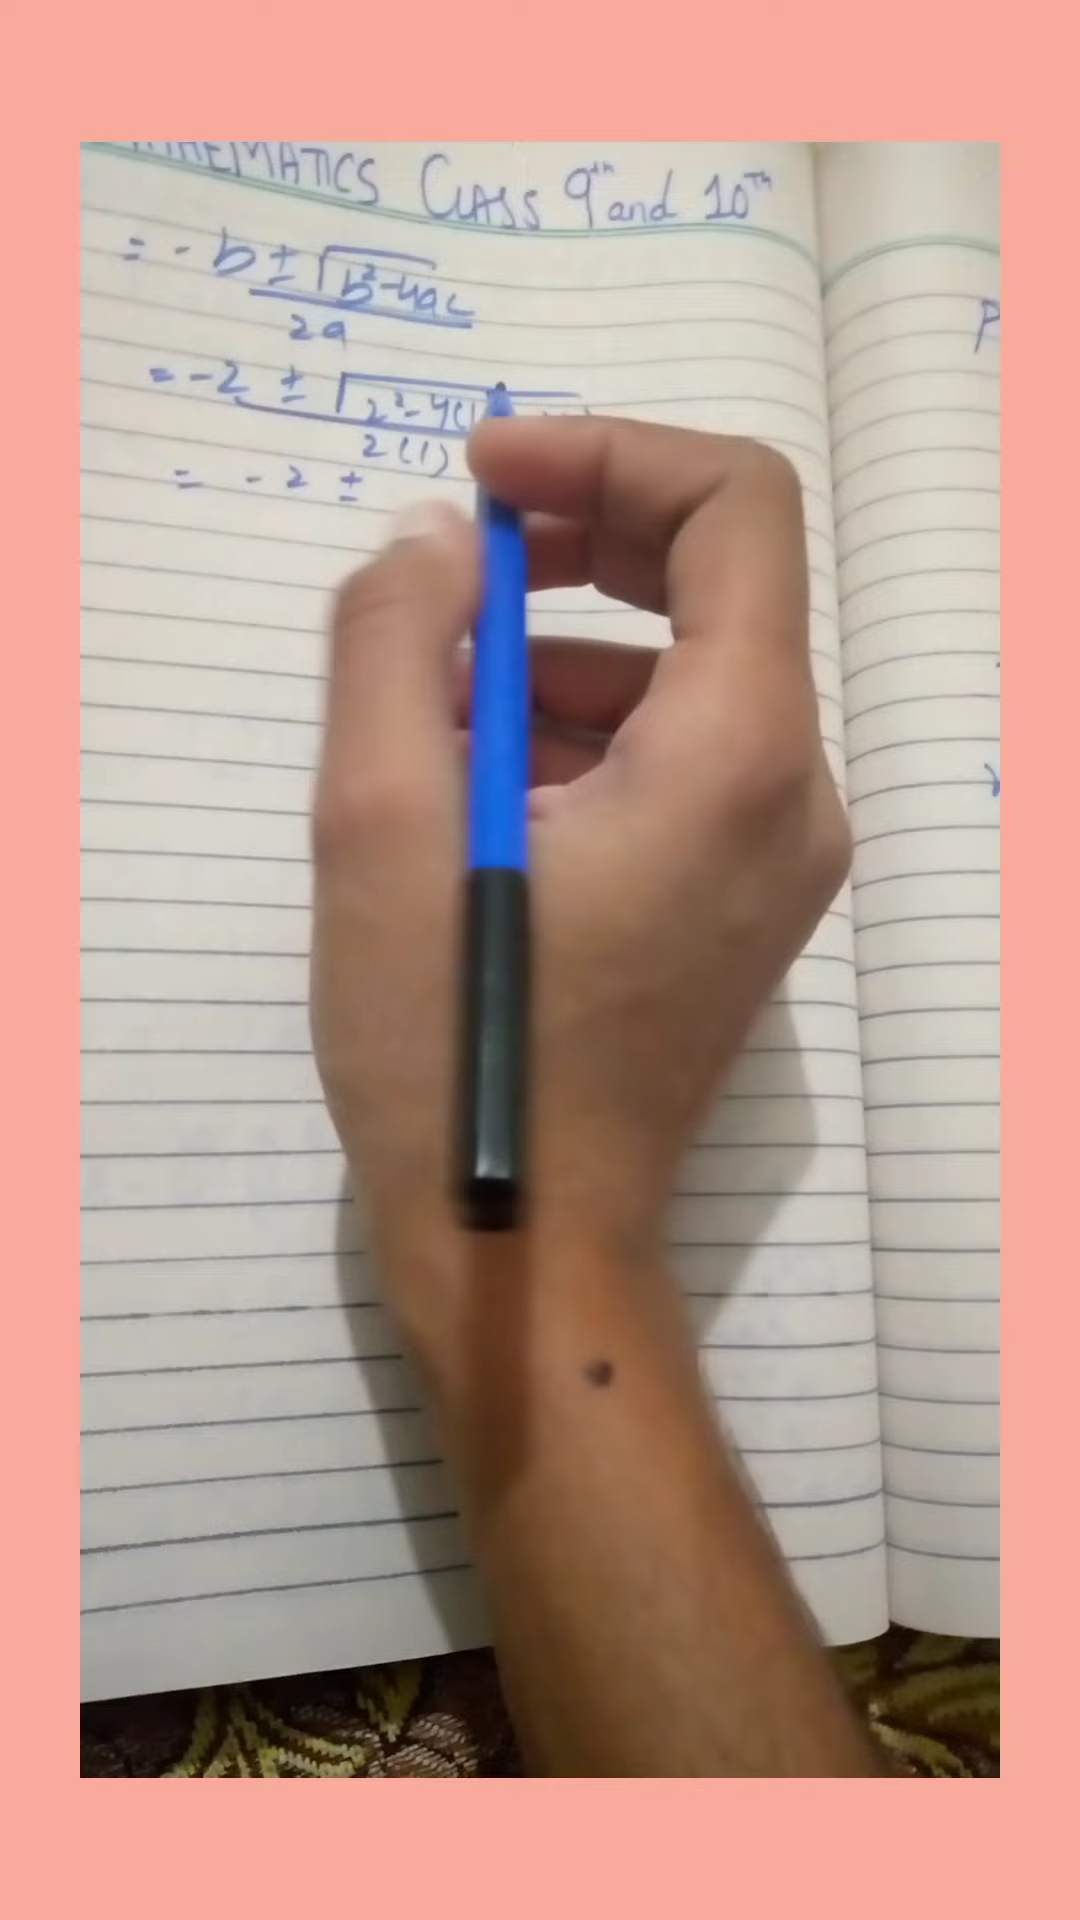 MATHEMATICS CLASS 9th and 10TH
= - b ± √b²-4ac
2a
= -2 ± √2²-4(1
2(1)
= - 2 ±